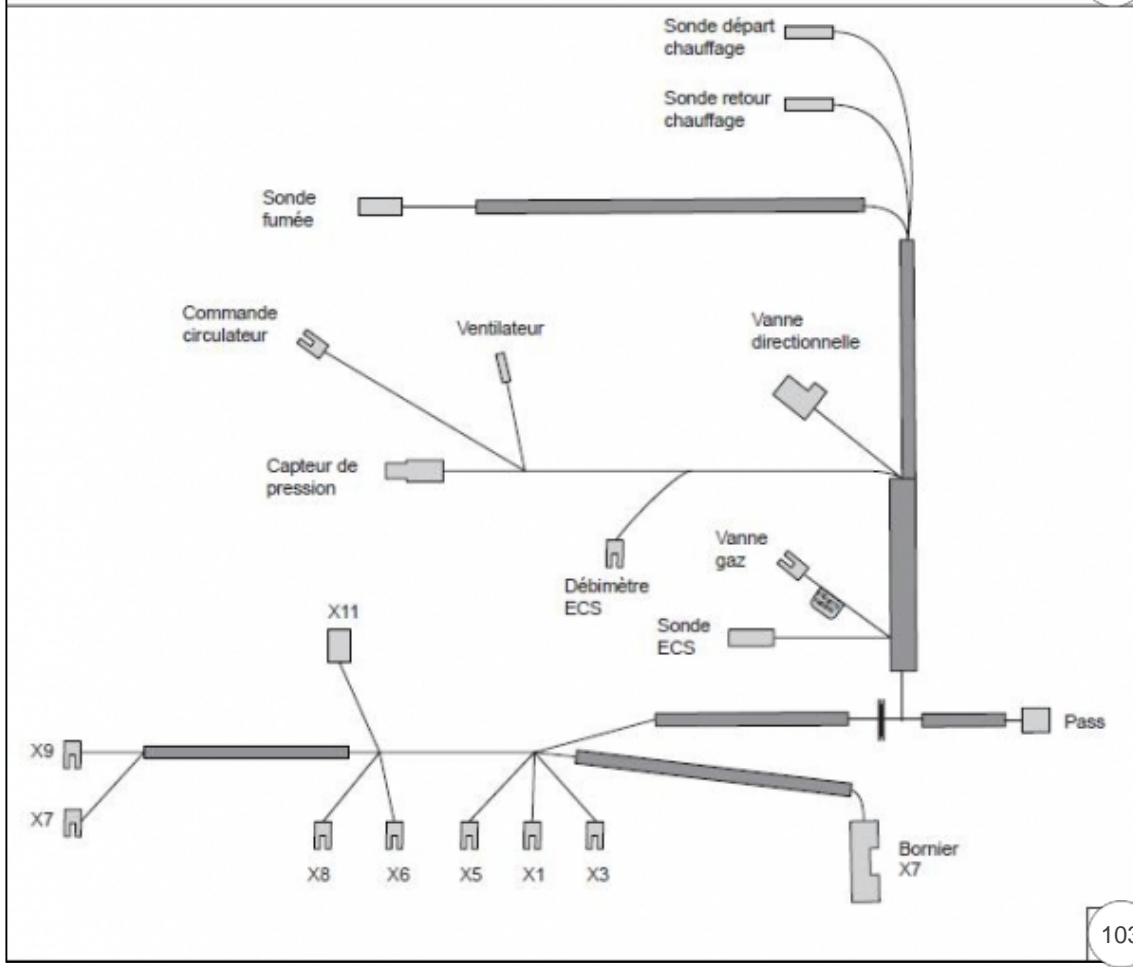 Sonde départ
chauffage
Sonde retour
chauffage
Sonde
fumée
Commande
circulateur
Ventilateur
Vanne
directionnelle
Capteur de
pression
Vanne
gaz
Débimètre
ECS
X11
Sonde
ECS
Pass
X9
X7
X8
X6
X5
X1
X3
Bornier
X7
103